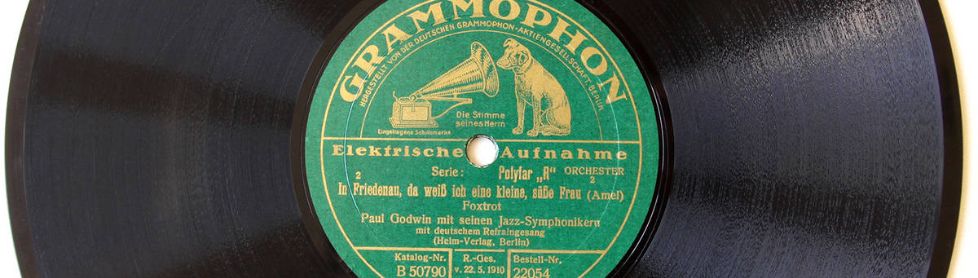 GRAMMOPHON
HERGESTELLT VON DER DEUTSCHEN GRAMMOPHON-AKTIENGESELLSCHAFT, BERLIN
Die Stimme
seines Herrn
Eingetragene Schutzmarke
Elektrische Aufnahme
Serie: Polyfar „R" ORCHESTER
2 2
In Friedenau, da weiß ich eine kleine, süße Frau (Amel)
Foxtrot
Paul Godwin mit seinen Jazz-Symphonikern
mit deutschem Refraingesang
(Heim-Verlag, Berlin)
Katalog-Nr. R.-Ges. Bestell-Nr.
B 50790 v. 22. 5. 1910 22054